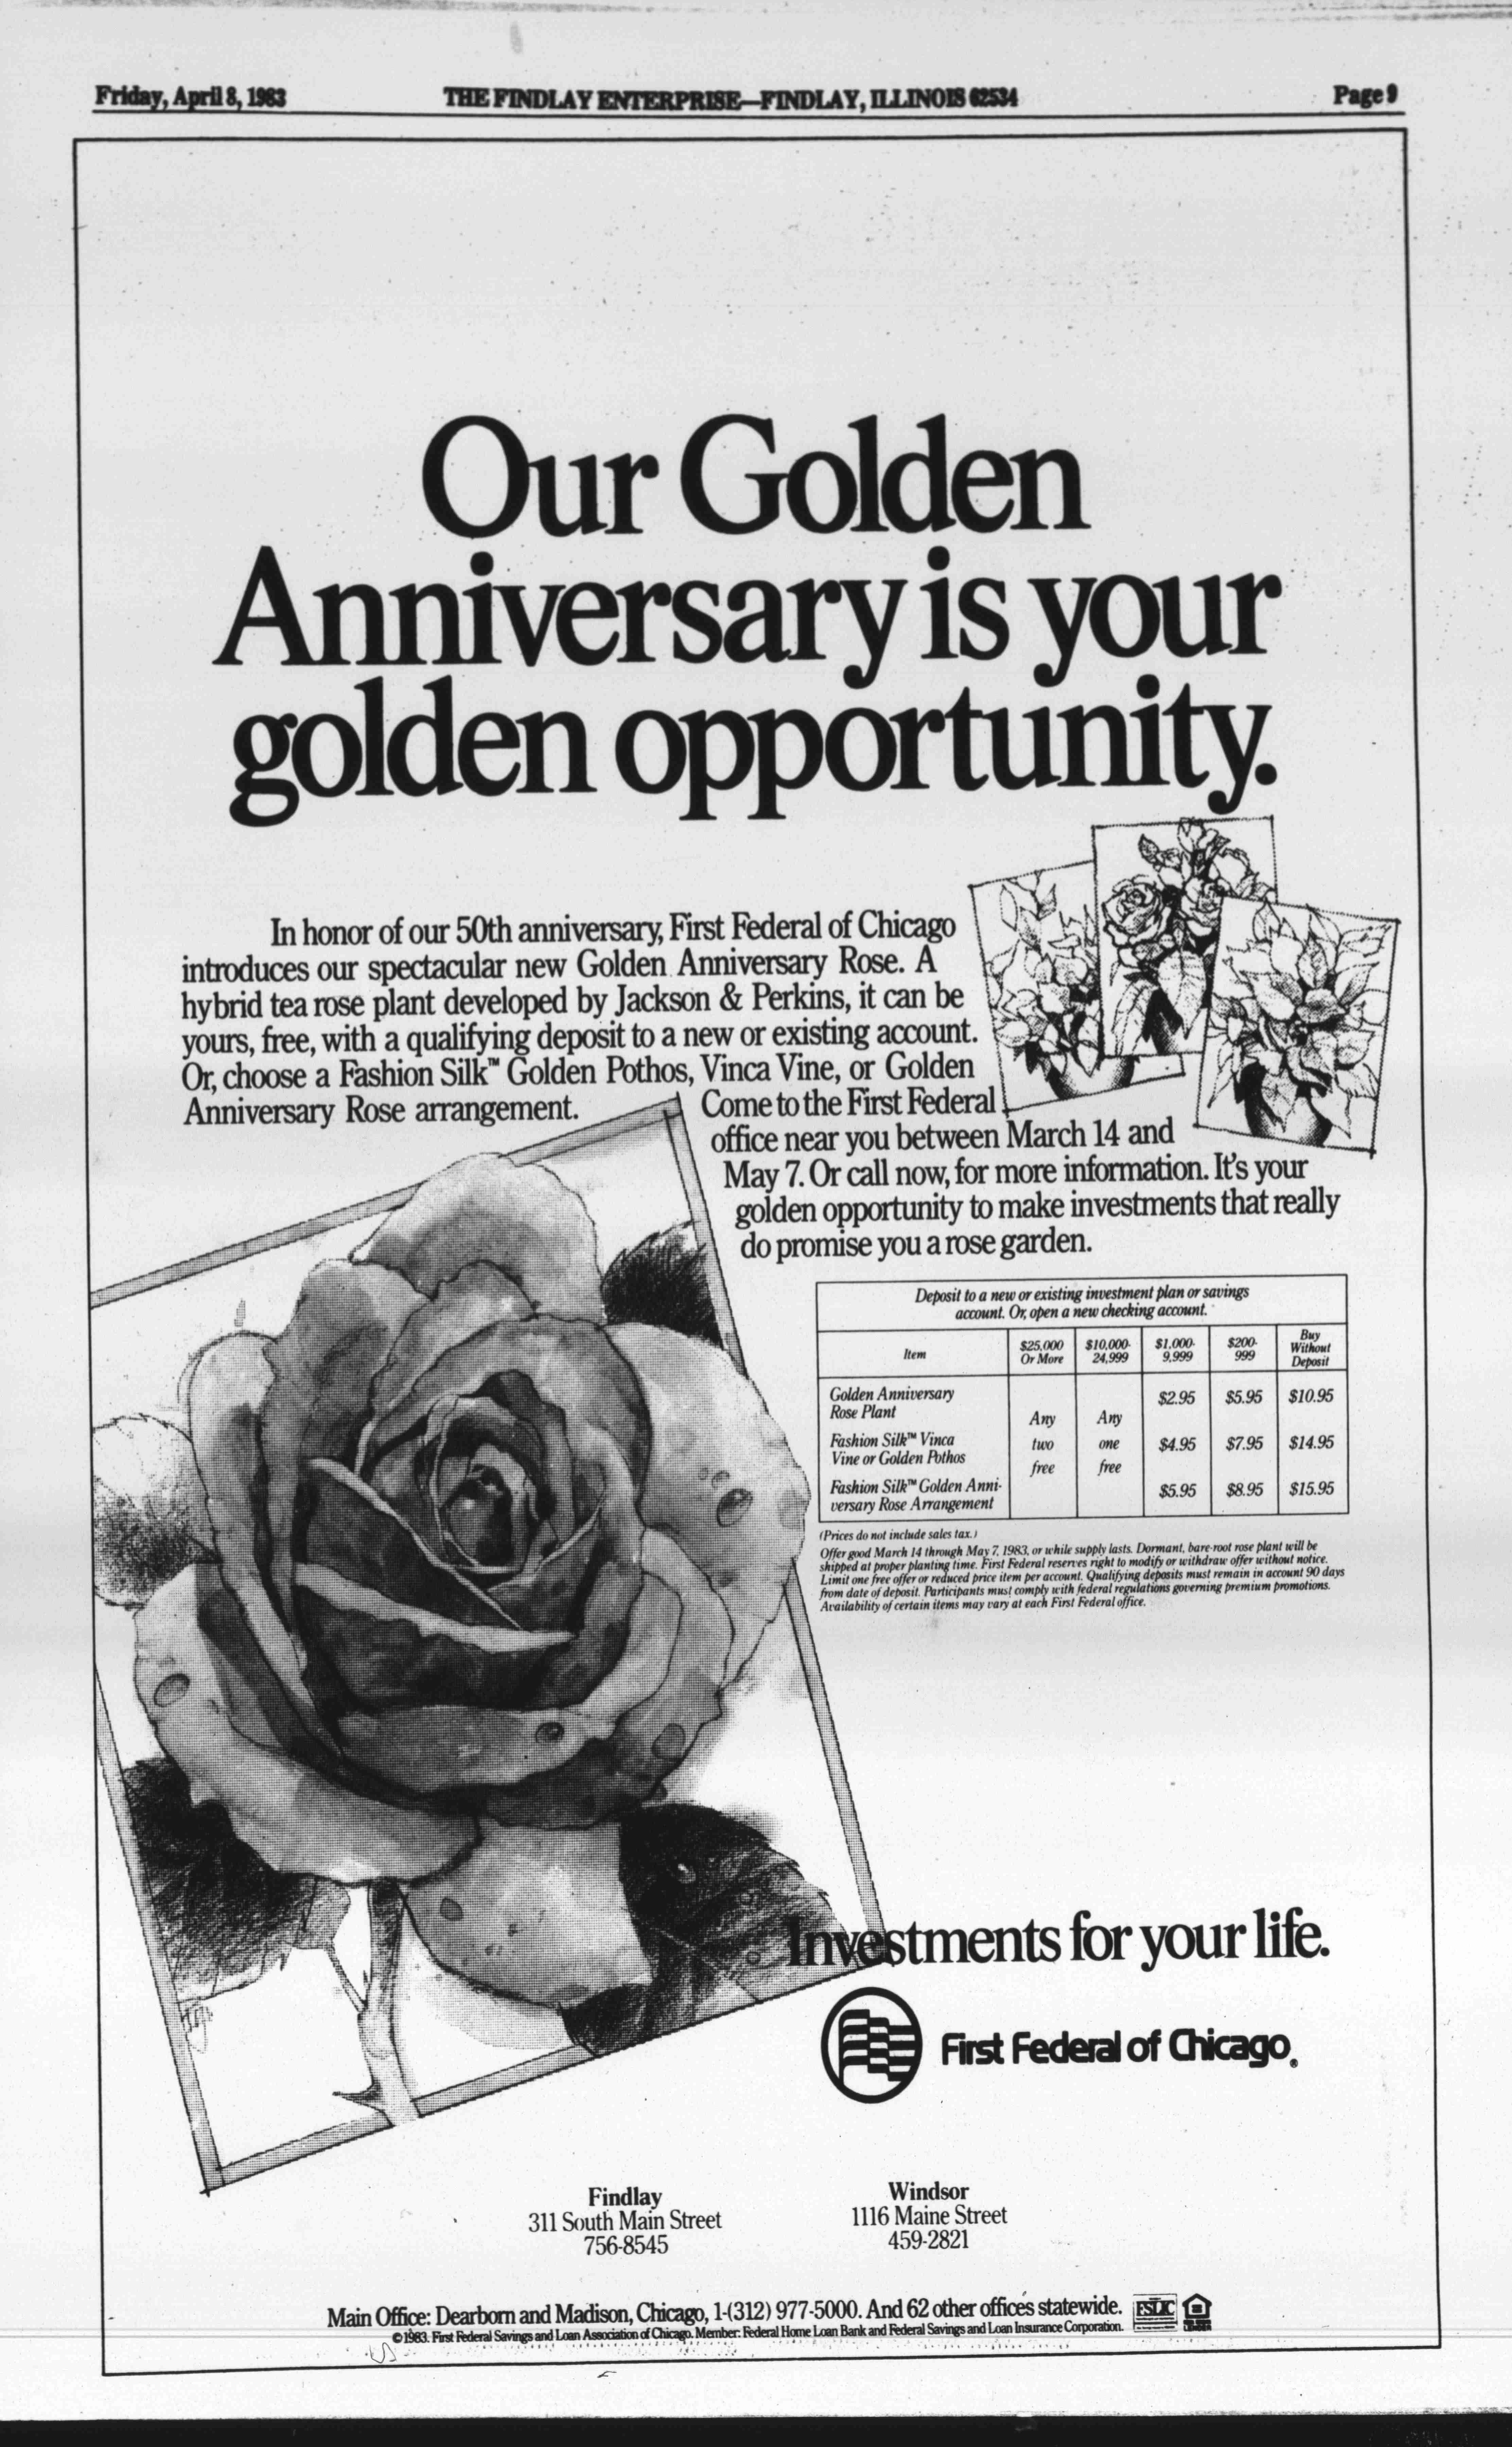 Friday, April 8, 1983 THE FINDLAY ENTERPRISE—FINDLAY, ILLINOIS 62534 Page 9
Our Golden
Anniversary is your
golden opportunity.
In honor of our 50th anniversary, First Federal of Chicago
introduces our spectacular new Golden Anniversary Rose. A
hybrid tea rose plant developed by Jackson & Perkins, it can be
yours, free, with a qualifying deposit to a new or existing account.
Or, choose a Fashion Silk™ Golden Pothos, Vinca Vine, or Golden
Anniversary Rose arrangement.
Come to the First Federal
office near you between March 14 and
May 7. Or call now, for more information. It's your
golden opportunity to make investments that really
do promise you a rose garden.
Deposit to a new or existing investment plan or savings
account. Or, open a new checking account.
Item $25,000 Or More $10,000- 24,999 $1,000- 9,999 $200- 999 Buy Without Deposit
Golden Anniversary Rose Plant $2.95 $5.95 $10.95
Any two free Any one free
Fashion Silk™ Vinca Vine or Golden Pothos $4.95 $7.95 $14.95
Fashion Silk™ Golden Anni- versary Rose Arrangement $5.95 $8.95 $15.95
(Prices do not include sales tax.)
Offer good March 14 through May 7, 1983, or while supply lasts. Dormant, bare-root rose plant will be
shipped at proper planting time. First Federal reserves right to modify or withdraw offer without notice.
Limit one free offer or reduced price item per account. Qualifying deposits must remain in account 90 days
from date of deposit. Participants must comply with federal regulations governing premium promotions.
Availability of certain items may vary at each First Federal office.
Investments for your life.
First Federal of Chicago®
Findlay
311 South Main Street
756-8545
Windsor
1116 Maine Street
459-2821
Main Office: Dearborn and Madison, Chicago, 1-(312) 977-5000. And 62 other offices statewide. FSLIC
© 1983. First Federal Savings and Loan Association of Chicago. Member: Federal Home Loan Bank and Federal Savings and Loan Insurance Corporation.